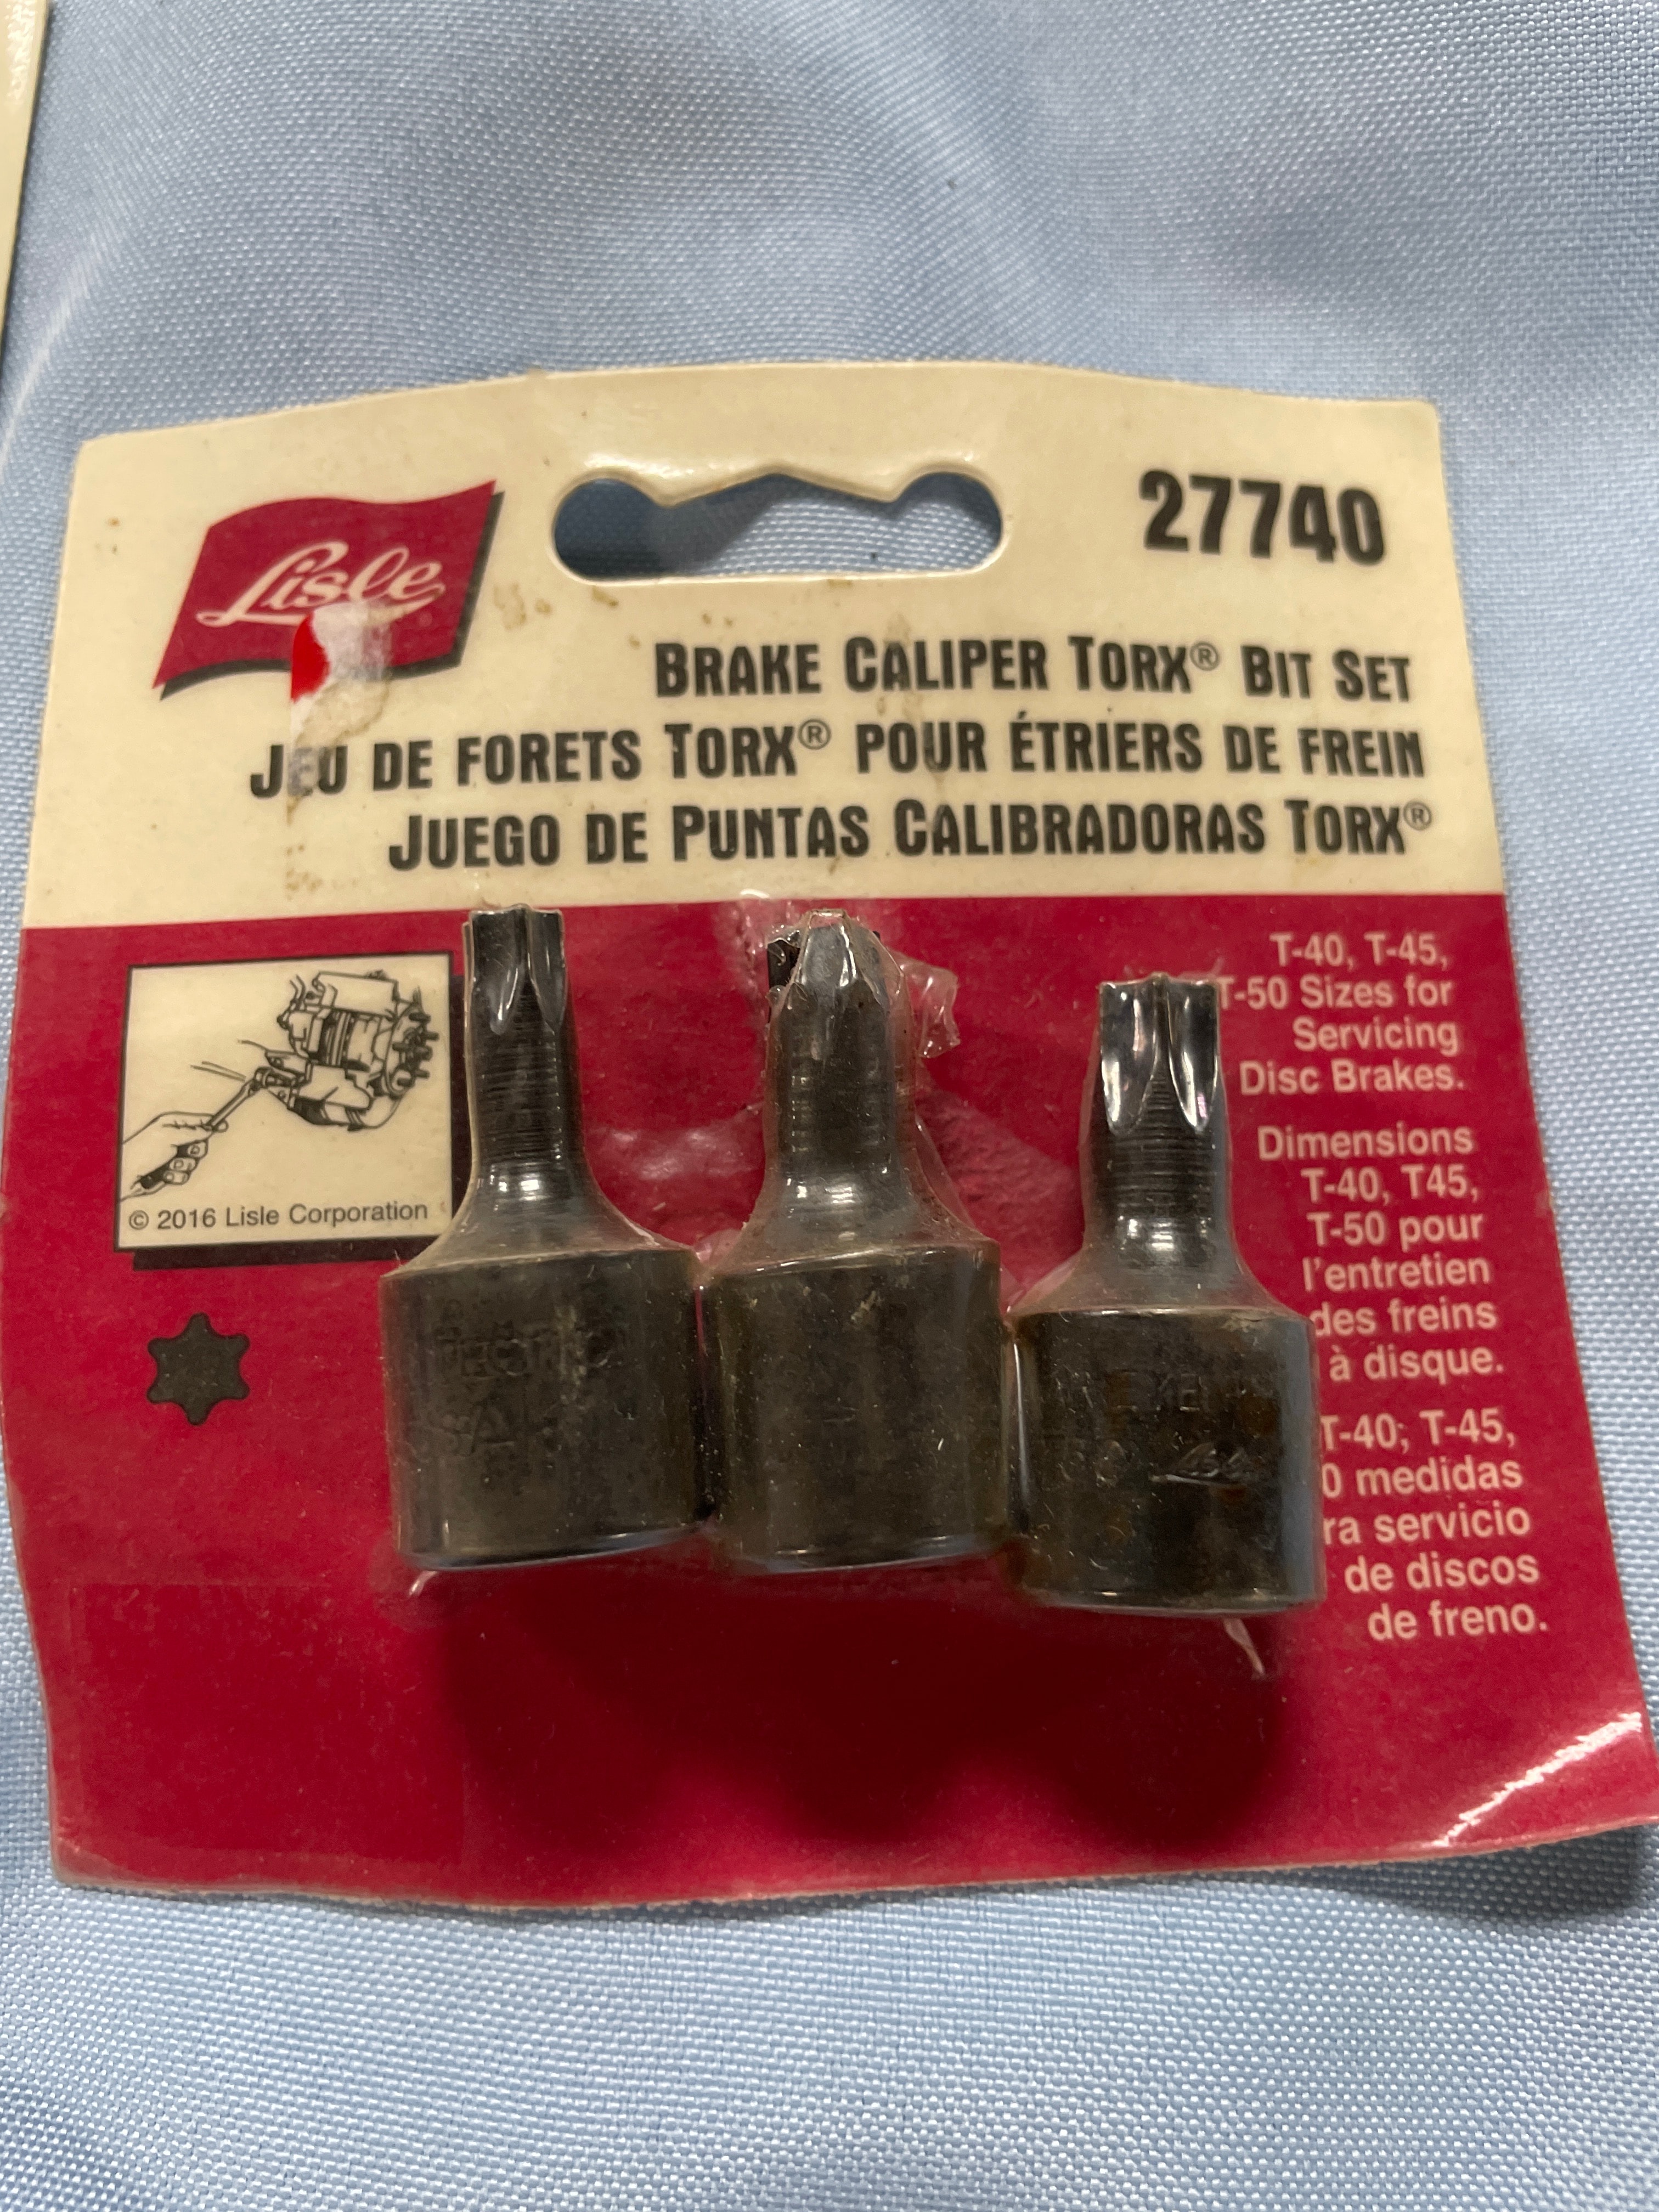 Lisle
27740
BRAKE CALIPER TORX® BIT SET
JEU DE FORETS TORX® POUR ÉTRIERS DE FREIN
JUEGO DE PUNTAS CALIBRADORAS TORX®
© 2016 Lisle Corporation
T-40, T-45,
T-50 Sizes for
Servicing
Disc Brakes.
Dimensions
T-40, T45,
T-50 pour
l'entretien
des freins
à disque.
T-40; T-45,
0 medidas
ra servicio
de discos
de freno.